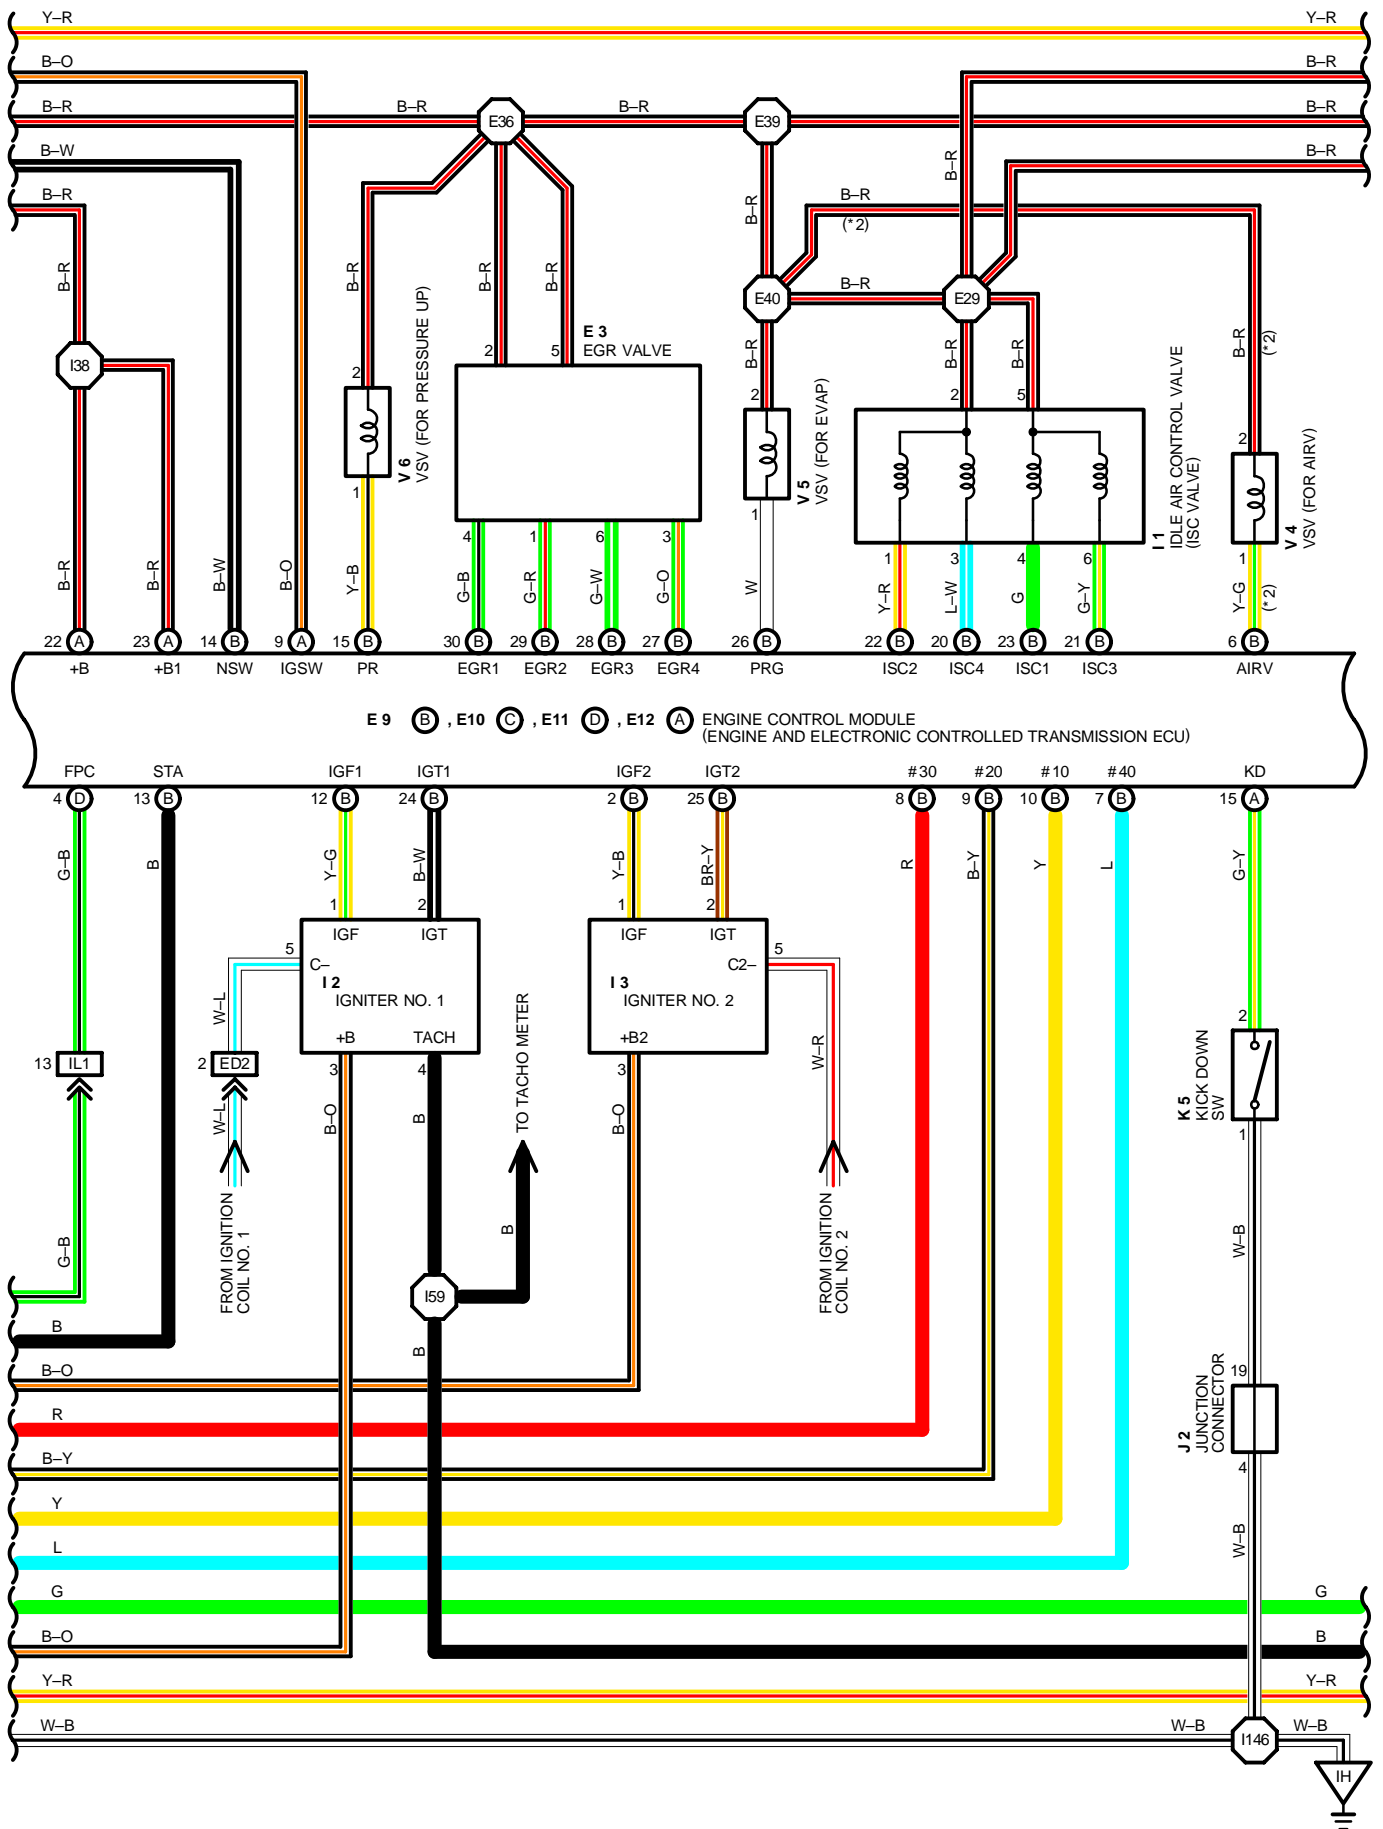 Y–R
Y–R
B–O
B–R
B–R
B–R
B–R
B–R
E36
E39
B–W
B–R
B–R
B–R
B–R
B–R
(*2)
B–R
B–R
B–R
B–R
B–R
E40
B–R
E29
I38
2
5
E 3
EGR VALVE
2
V 6
VSV (FOR PRESSURE UP)
1
B–R
2
V 5
VSV (FOR EVAP)
1
B–R
B–R
2
5
I 1
IDLE AIR CONTROL VALVE
(ISC VALVE)
B–R
(*2)
2
V 4
VSV (FOR AIRV)
1
4
1
6
3
1
3
4
6
B–R
B–R
B–W
B–O
Y–B
G–B
G–R
G–W
G–O
W
Y–R
L–W
G
G–Y
Y–G
(*2)
22 A
23 A
14 B
9 A
15 B
30 B
29 B
28 B
27 B
26 B
22 B
20 B
23 B
21 B
6 B
+B
+B1
NSW
IGSW
PR
EGR1
EGR2
EGR3
EGR4
PRG
ISC2
ISC4
ISC1
ISC3
AIRV
E 9 B , E10 C , E11 D , E12 A ENGINE CONTROL MODULE
(ENGINE AND ELECTRONIC CONTROLLED TRANSMISSION ECU)
FPC
STA
IGF1
IGT1
IGF2
IGT2
#30
#20
#10
#40
KD
4 D
13 B
12 B
24 B
2 B
25 B
8 B
9 B
10 B
7 B
15 A
G–B
B
Y–G
B–W
Y–B
BR–Y
R
B–Y
Y
L
G–Y
1
2
1
2
IGF
IGT
IGF
IGT
5
C–
C2–
5
I 2
IGNITER NO. 1
I 3
IGNITER NO. 2
W–L
+B
TACH
+B2
TO TACHO METER
W–R
2
K 5
KICK DOWN
SW
1
13 IL1
2 ED2
3
4
3
W–L
B–O
B
B–O
FROM IGNITION
COIL NO. 1
B
FROM IGNITION
COIL NO. 2
G–B
W–B
I59
B
B
B–O
19
J 2
JUNCTION
CONNECTOR
4
R
B–Y
Y
W–B
L
G
G
B–O
B
Y–R
Y–R
W–B
W–B
I146
W–B
IH